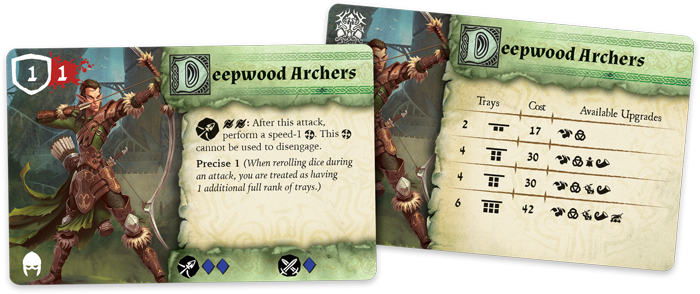 1 1 Deepwood Archers
: After this attack,
perform a speed-1 . This
cannot be used to disengage.
Precise 1 (When rerolling dice during
an attack, you are treated as having
1 additional full rank of trays.)
Deepwood Archers
Trays Cost Available Upgrades
2 17
4 30
4 30
6 42